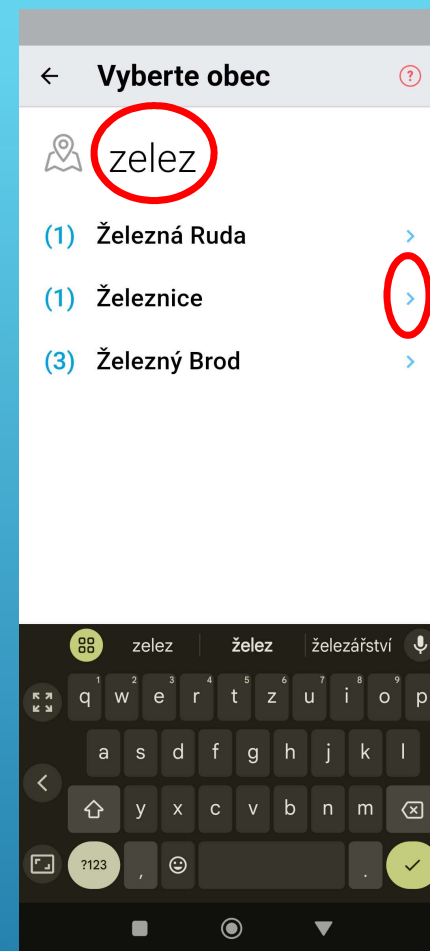 ← Vyberte obec ?
zelez
(1) Železná Ruda >
(1) Železnice >
(3) Železný Brod >
zelez želez železářství
1 2 3 4 5 6 7 8 9
q w e r t z u i o p
a s d f g h j k l
y x c v b n m
?123 , .